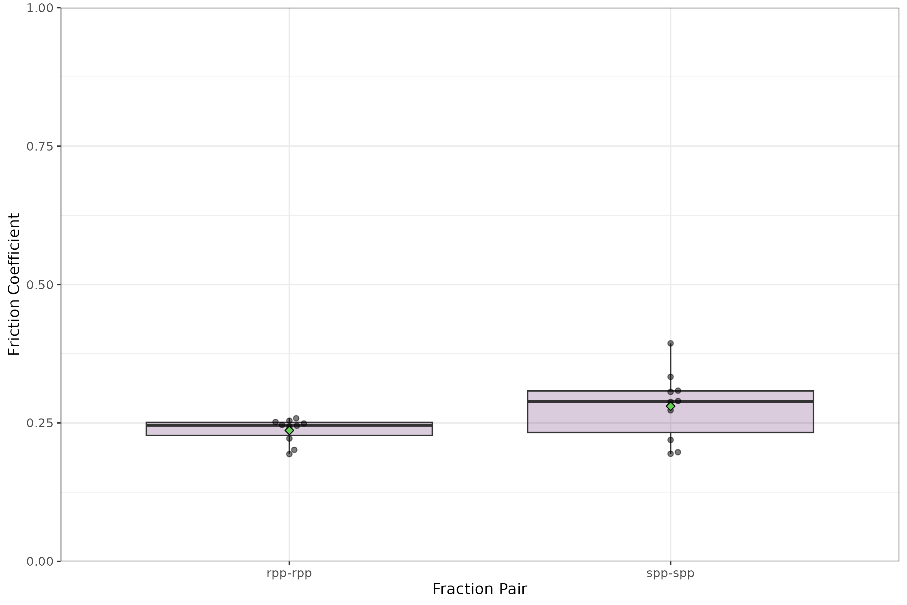 1.00
0.75
0.50
0.25
0.00
Friction Coefficient
rpp-rpp
spp-spp
Fraction Pair